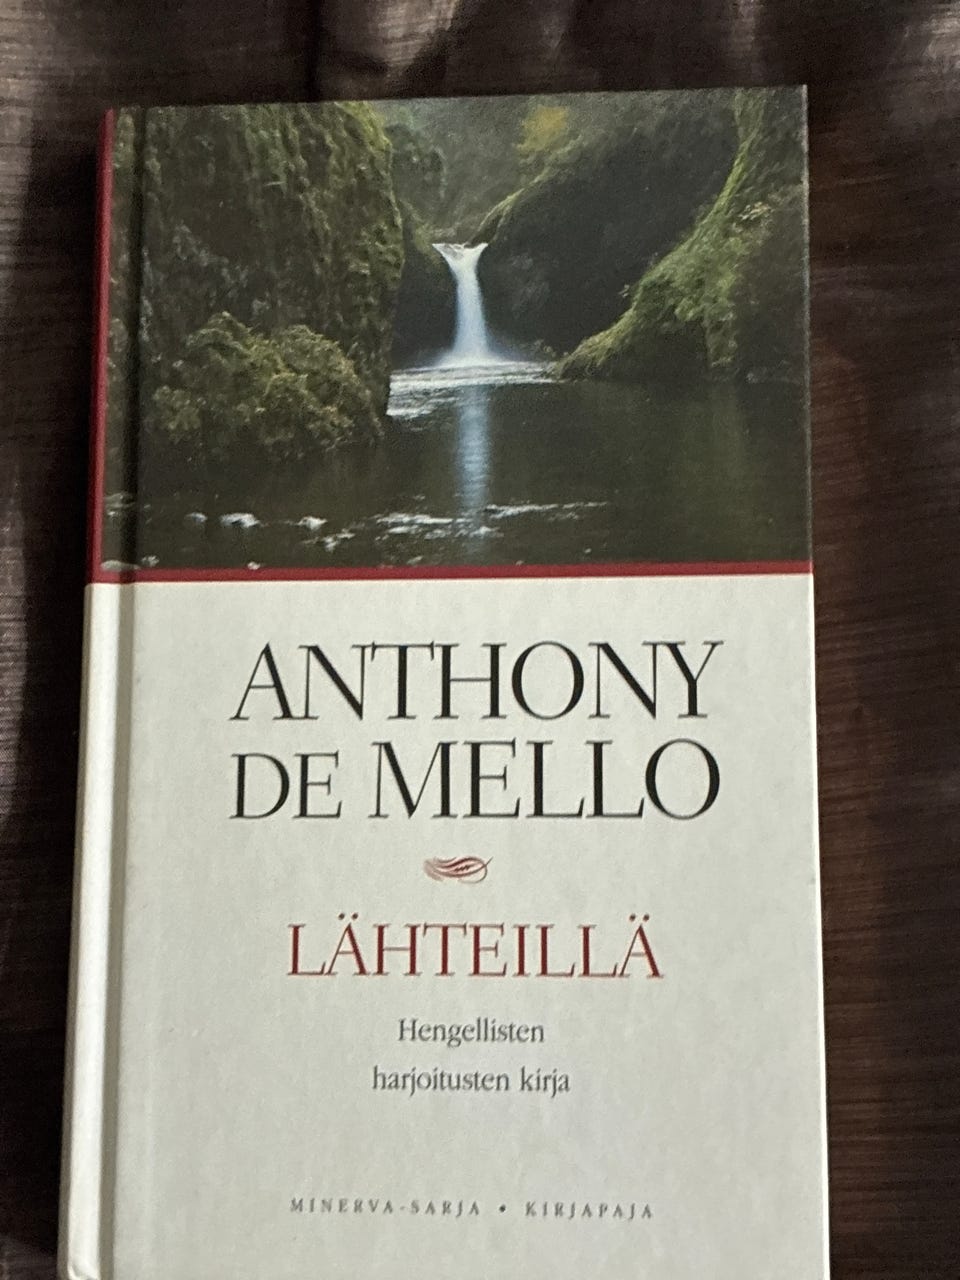 ANTHONY
DE MELLO
LÄHTEILLÄ
Hengellisten
harjoitusten kirja
MINERVA-SARJA • KIRJAPAJA